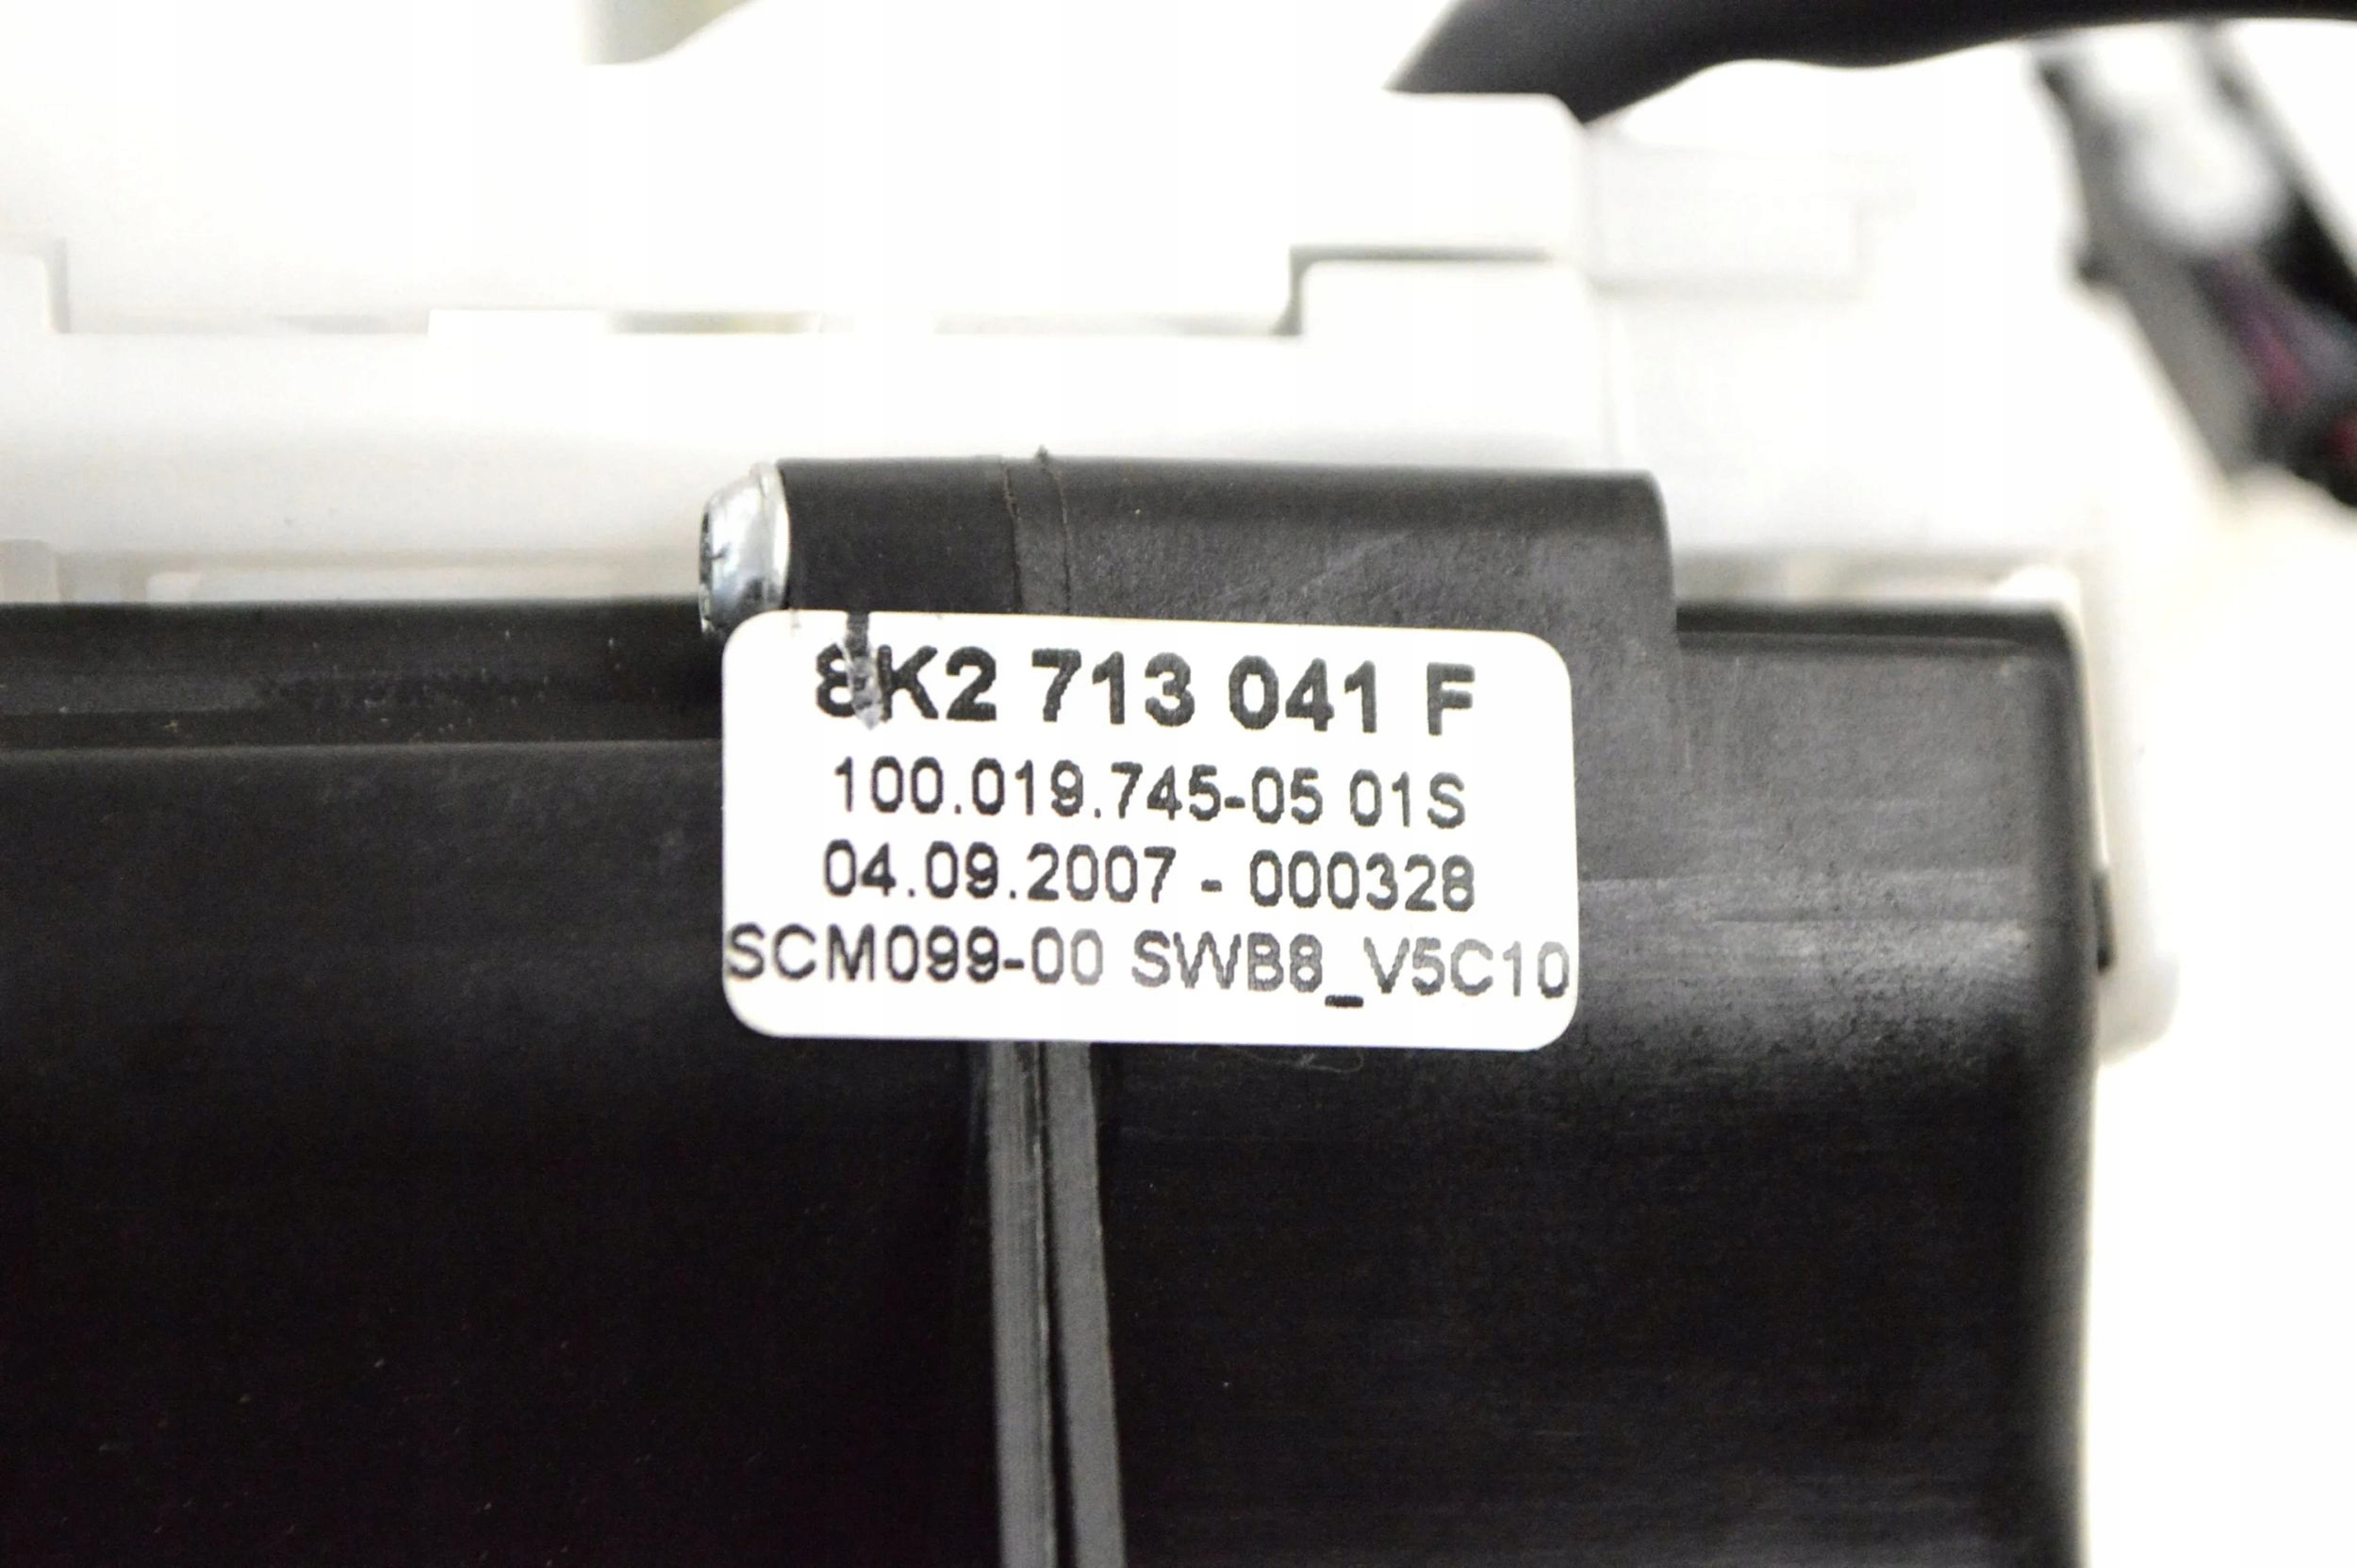 8K2 713 041 F
100.019.745-05 01S
04.09.2007 - 000328
SCM099-00 SWB8_V5C10